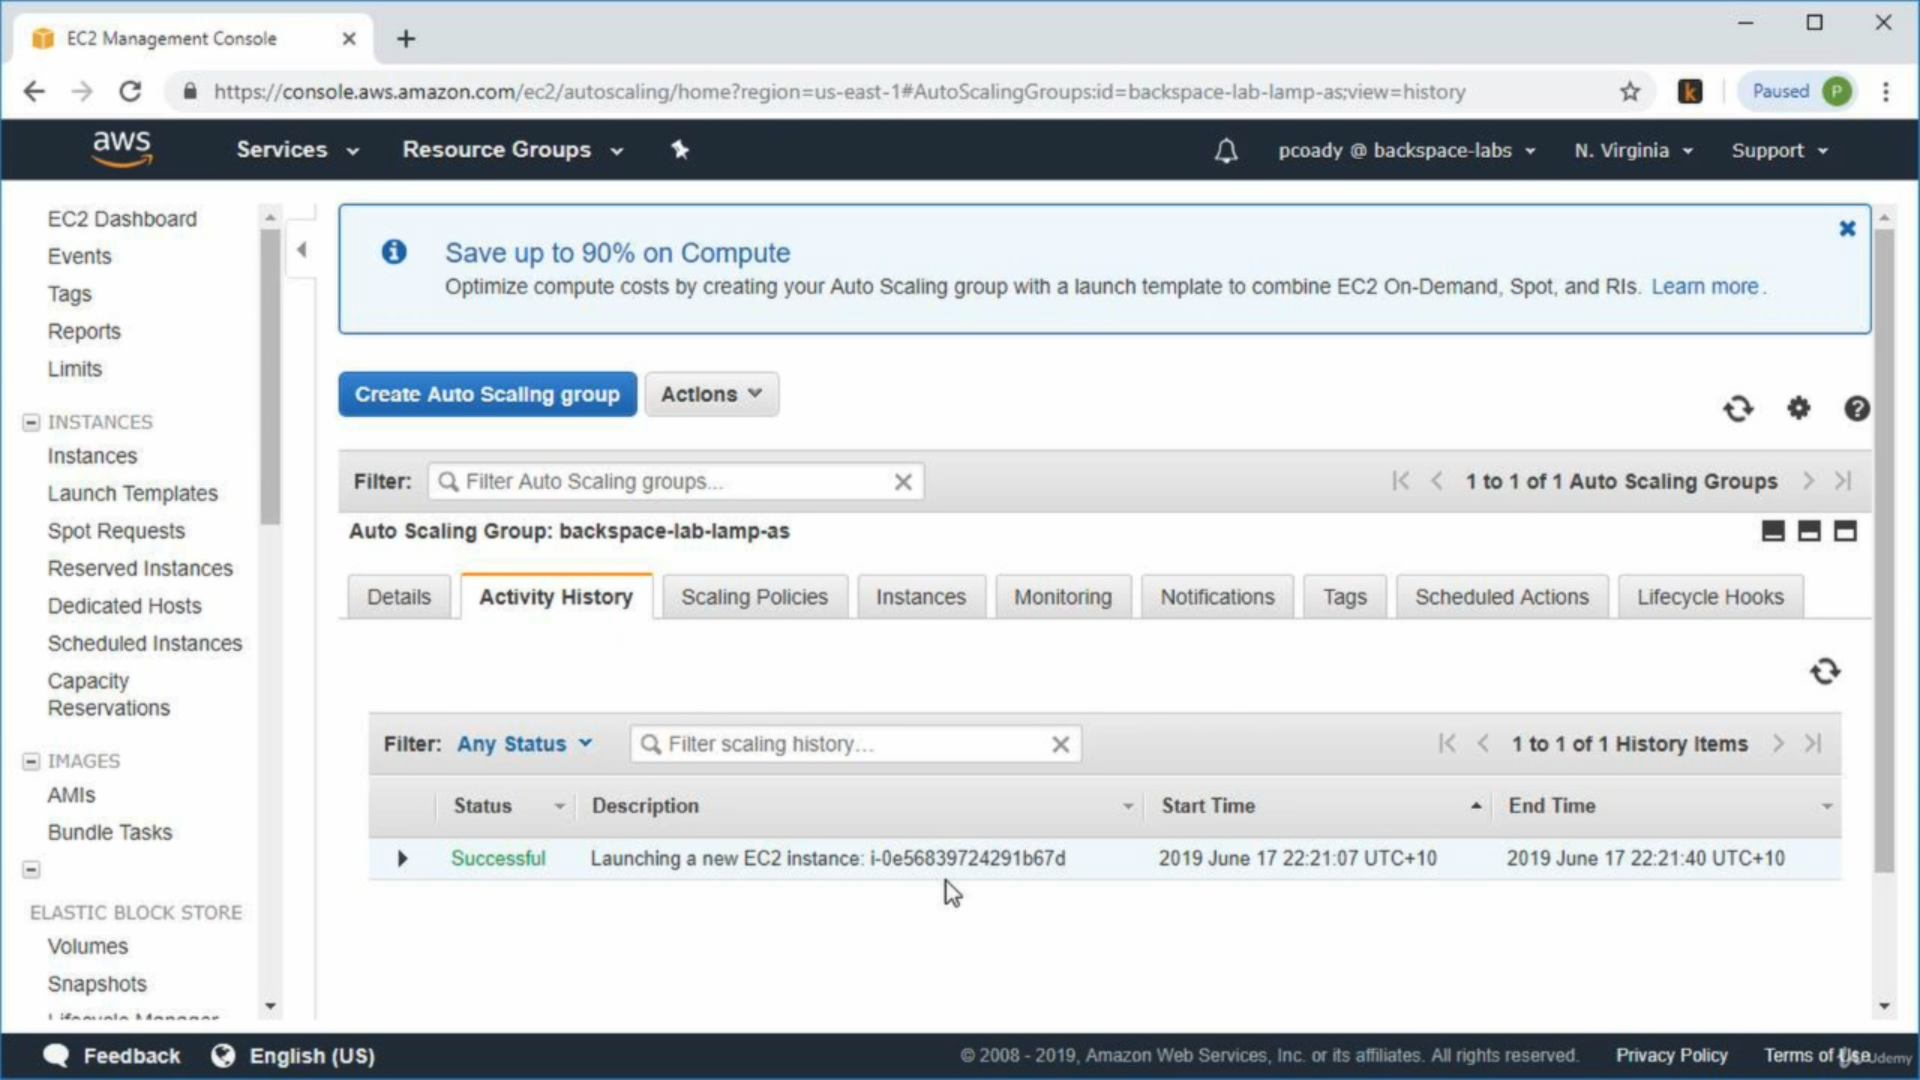 EC2 Management Console
https://console.aws.amazon.com/ec2/autoscaling/home?region=us-east-1#AutoScalingGroups:id=backspace-lab-lamp-as;view=history
k
Paused P
aws
Services
Resource Groups
pcoady @ backspace-labs
N. Virginia
Support
EC2 Dashboard
Events
Tags
Reports
Limits
INSTANCES
Instances
Launch Templates
Spot Requests
Reserved Instances
Dedicated Hosts
Scheduled Instances
Capacity
Reservations
IMAGES
AMIs
Bundle Tasks
ELASTIC BLOCK STORE
Volumes
Snapshots
Lifecycle Manager
Save up to 90% on Compute
Optimize compute costs by creating your Auto Scaling group with a launch template to combine EC2 On-Demand, Spot, and RIs. Learn more.
Create Auto Scaling group
Actions
Filter: Filter Auto Scaling groups...
1 to 1 of 1 Auto Scaling Groups
Auto Scaling Group: backspace-lab-lamp-as
Details
Activity History
Scaling Policies
Instances
Monitoring
Notifications
Tags
Scheduled Actions
Lifecycle Hooks
Filter: Any Status
Filter scaling history...
1 to 1 of 1 History Items
Status
Description
Start Time
End Time
Successful
Launching a new EC2 instance: i-0e56839724291b67d
2019 June 17 22:21:07 UTC+10
2019 June 17 22:21:40 UTC+10
Feedback
English (US)
© 2008 - 2019, Amazon Web Services, Inc. or its affiliates. All rights reserved.
Privacy Policy
Terms of Use
Udemy